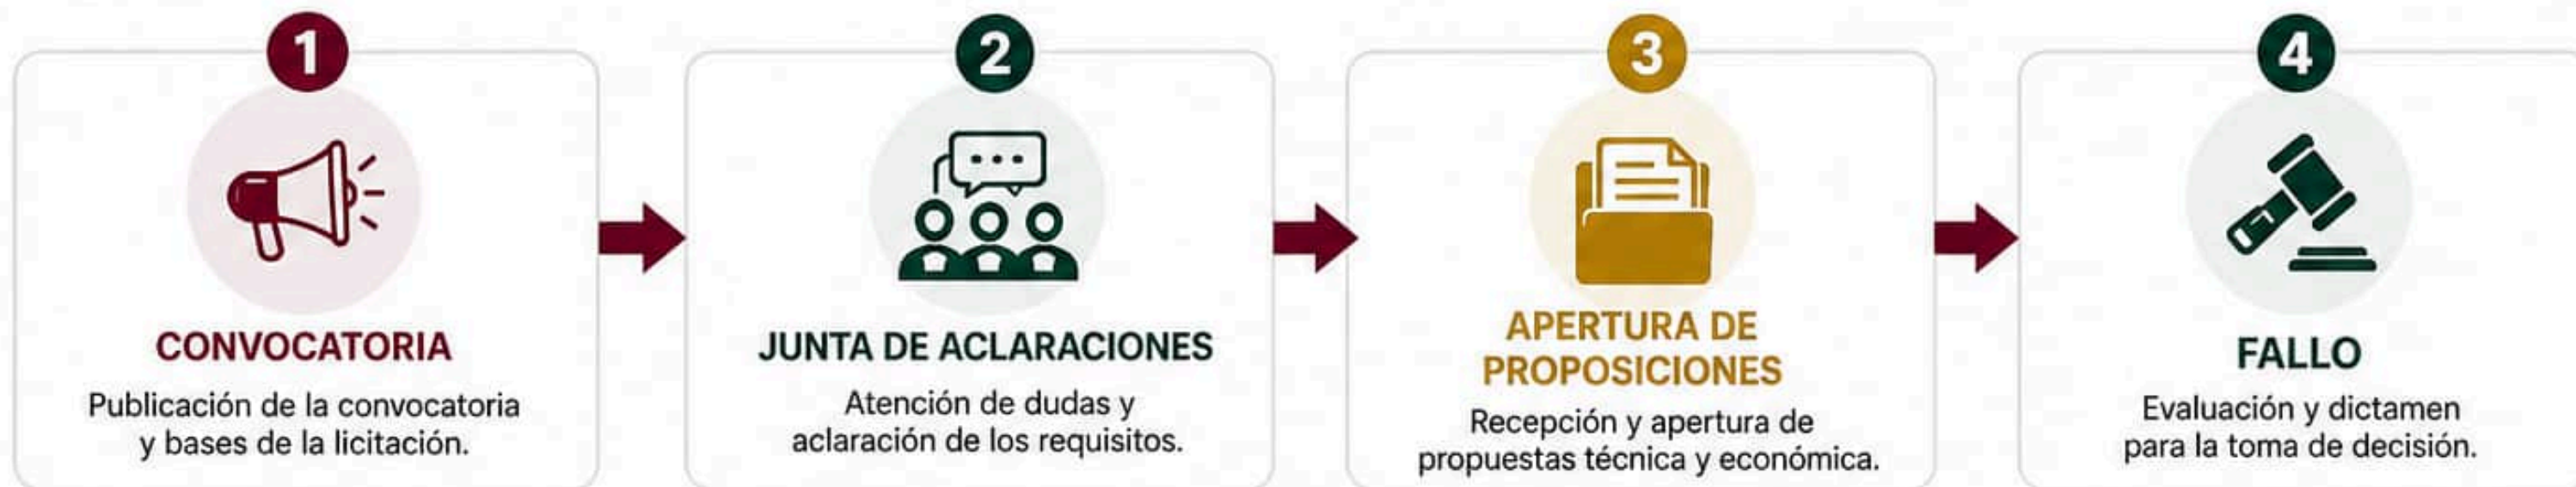 1
CONVOCATORIA
Publicación de la convocatoria
y bases de la licitación.
2
JUNTA DE ACLARACIONES
Atención de dudas y
aclaración de los requisitos.
3
APERTURA DE
PROPOSICIONES
Recepción y apertura de
propuestas técnica y económica.
4
FALLO
Evaluación y dictamen
para la toma de decisión.